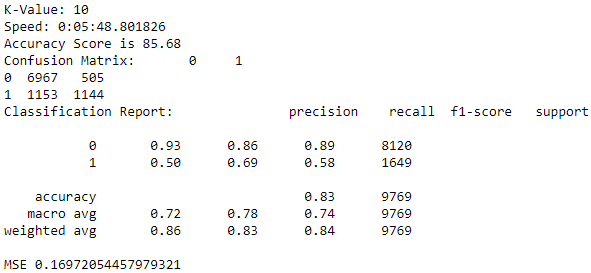 K-Value: 10
Speed: 0:05:48.801826
Accuracy Score is 85.68
Confusion Matrix:       0     1
0  6967   505
1  1153  1144
Classification Report:               precision    recall  f1-score   support

           0       0.93      0.86      0.89      8120
           1       0.50      0.69      0.58      1649

    accuracy                           0.83      9769
   macro avg       0.72      0.78      0.74      9769
weighted avg       0.86      0.83      0.84      9769

MSE 0.16972054457979321